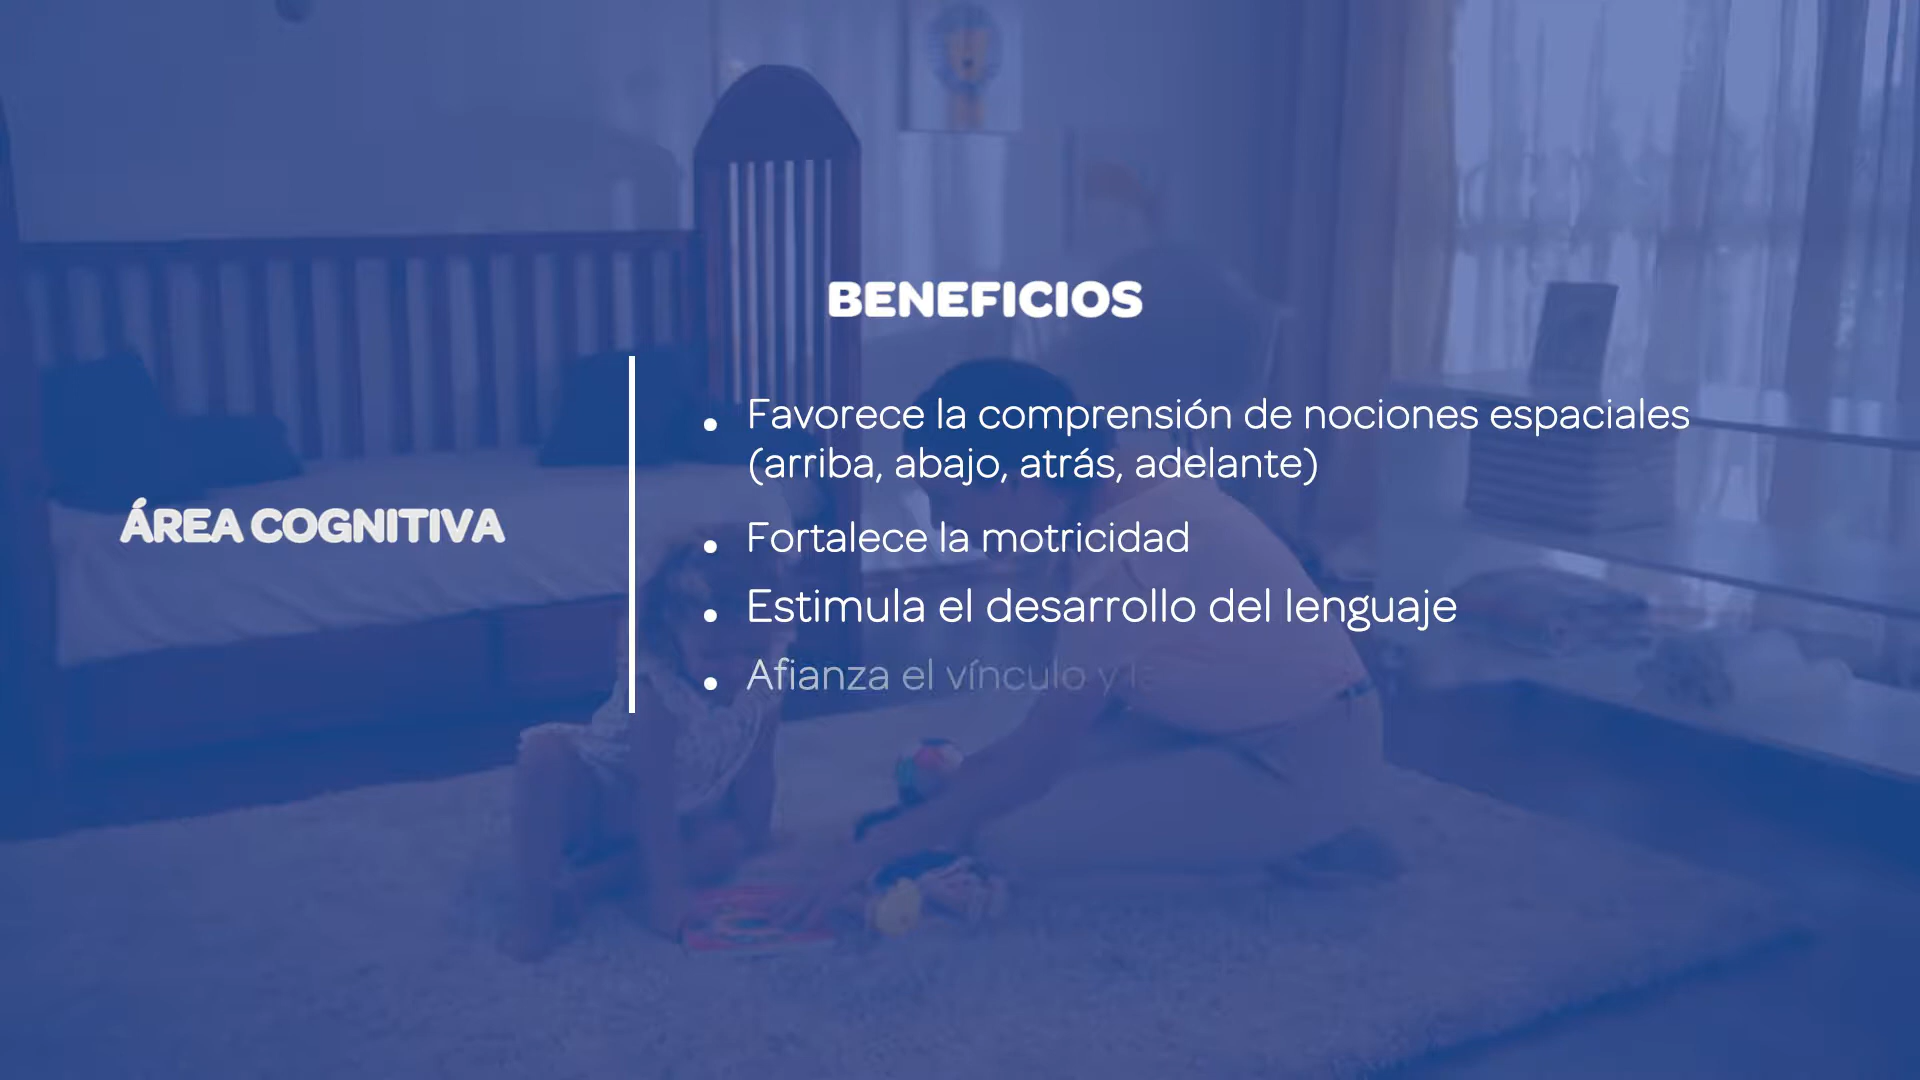 BENEFICIOS
ÁREA COGNITIVA
• Favorece la comprensión de nociones espaciales
(arriba, abajo, atrás, adelante)
• Fortalece la motricidad
• Estimula el desarrollo del lenguaje
• Afianza el vínculo y la